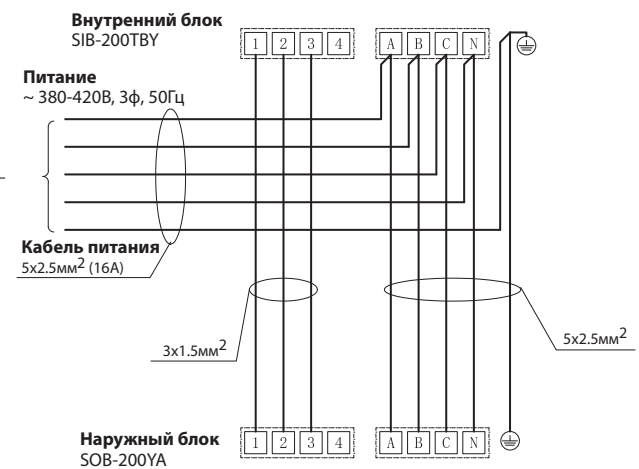 Внутренний блок
SIB-200TBY
1 2 3 4 A B C N
Питание
~ 380-420В, 3ф, 50Гц
Кабель питания
5x2.5мм2 (16А)
3x1.5мм2
5x2.5мм2
Наружный блок
SOB-200YA
1 2 3 4 A B C N